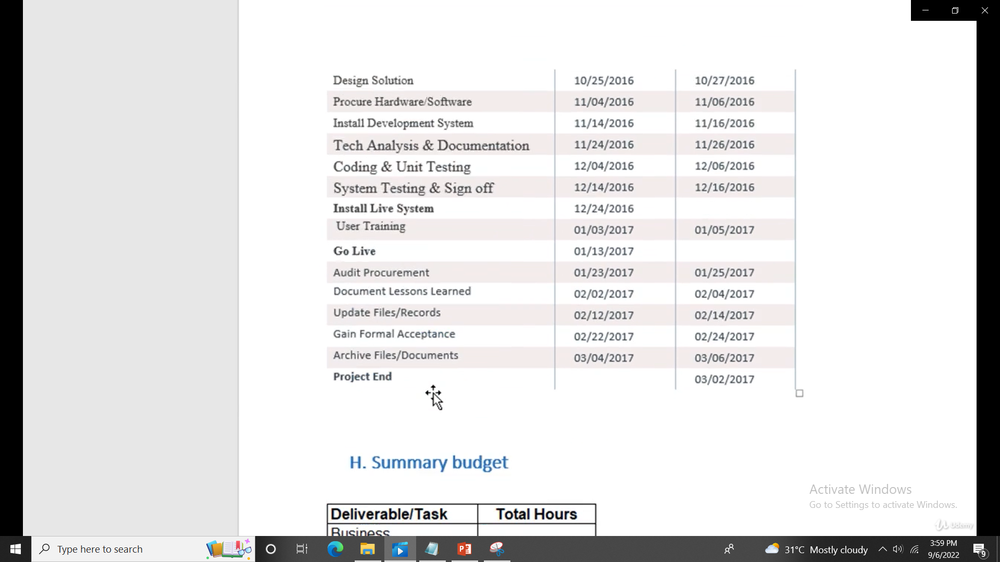 Design Solution 10/25/2016 10/27/2016
Procure Hardware/Software 11/04/2016 11/06/2016
Install Development System 11/14/2016 11/16/2016
Tech Analysis & Documentation 11/24/2016 11/26/2016
Coding & Unit Testing 12/04/2016 12/06/2016
System Testing & Sign off 12/14/2016 12/16/2016
Install Live System 12/24/2016
User Training 01/03/2017 01/05/2017
Go Live 01/13/2017
Audit Procurement 01/23/2017 01/25/2017
Document Lessons Learned 02/02/2017 02/04/2017
Update Files/Records 02/12/2017 02/14/2017
Gain Formal Acceptance 02/22/2017 02/24/2017
Archive Files/Documents 03/04/2017 03/06/2017
Project End 03/02/2017
H. Summary budget
Activate Windows
Go to Settings to activate Windows.
Deliverable/Task Total Hours
Business
Udemy
Type here to search
31°C Mostly cloudy
3:59 PM
9/6/2022
9